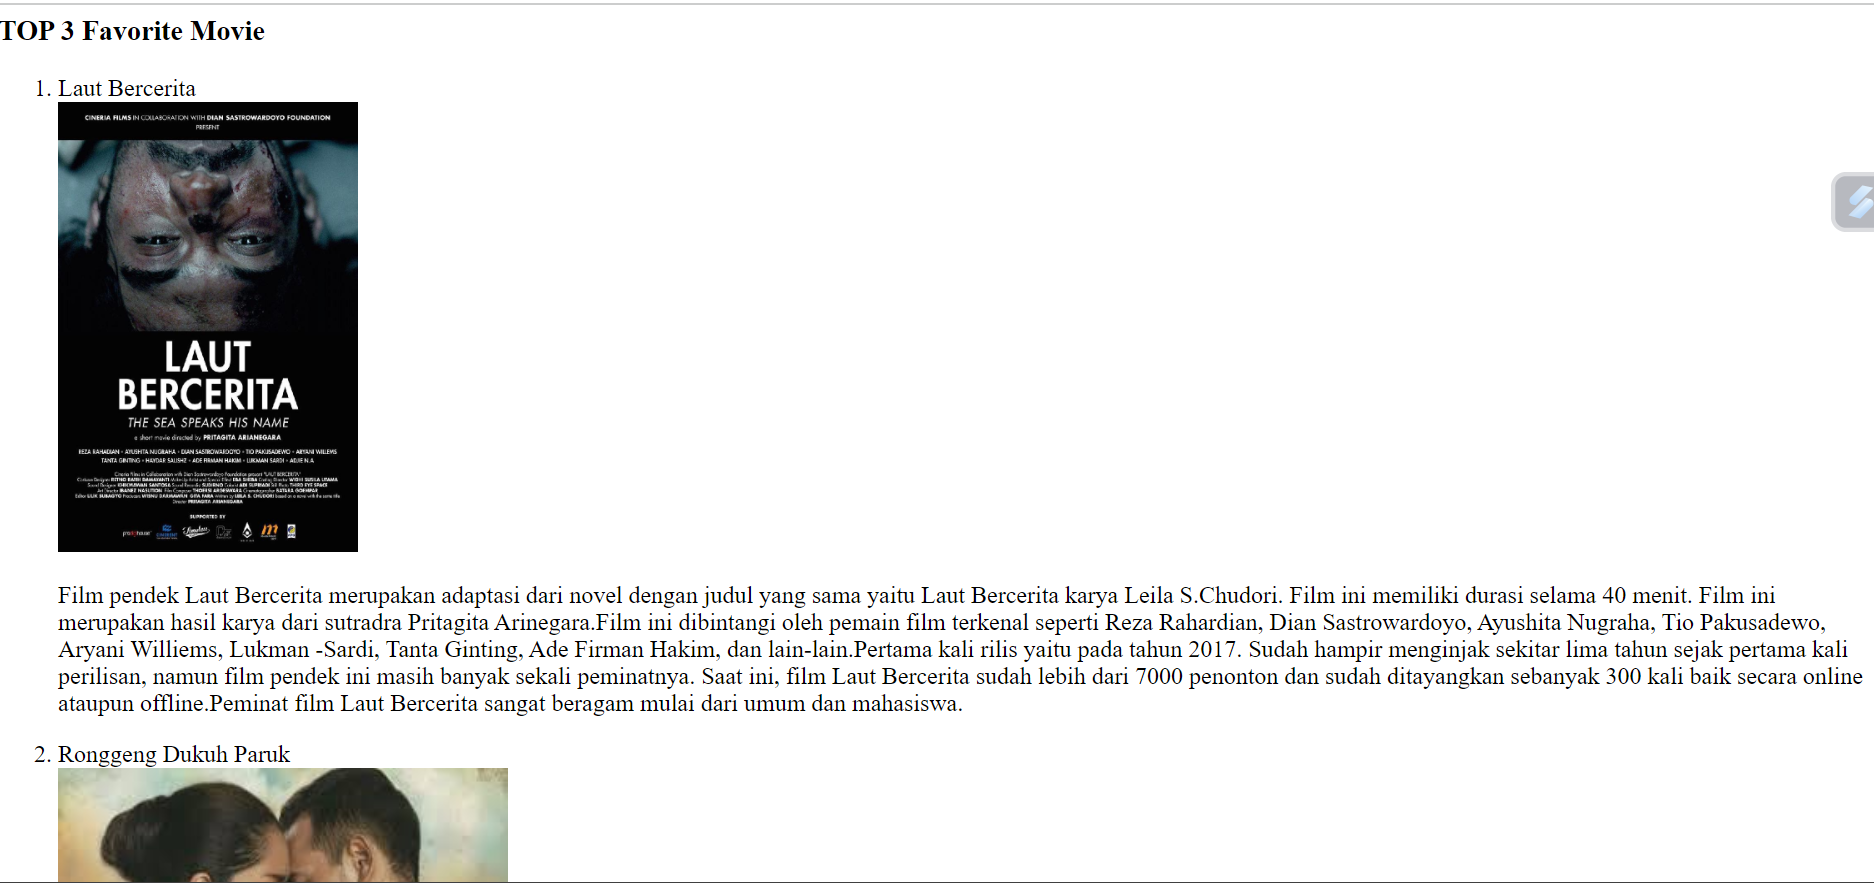 TOP 3 Favorite Movie
1. Laut Bercerita
CINERIA FILMS IN COLLABORATION WITH DIAN SASTROWARDOYO FOUNDATION
PRESENT
LAUT
BERCERITA
THE SEA SPEAKS HIS NAME
a short movie directed by PRITAGITA ARIANEGARA
REZA RAHADIAN • AYUSHITA NUGRAHA • DIAN SASTROWARDOYO • TIO PAKUSADEWO • ARYANI WILLEMS
TANTA GINTING • HAYDAR SALISHZ • ADE FIRMAN HAKIM • LUKMAN SARDI • ADJIE N.A
SUPPORTED BY
Film pendek Laut Bercerita merupakan adaptasi dari novel dengan judul yang sama yaitu Laut Bercerita karya Leila S.Chudori. Film ini memiliki durasi selama 40 menit. Film ini
merupakan hasil karya dari sutradra Pritagita Arinegara.Film ini dibintangi oleh pemain film terkenal seperti Reza Rahardian, Dian Sastrowardoyo, Ayushita Nugraha, Tio Pakusadewo,
Aryani Williems, Lukman -Sardi, Tanta Ginting, Ade Firman Hakim, dan lain-lain.Pertama kali rilis yaitu pada tahun 2017. Sudah hampir menginjak sekitar lima tahun sejak pertama kali
perilisan, namun film pendek ini masih banyak sekali peminatnya. Saat ini, film Laut Bercerita sudah lebih dari 7000 penonton dan sudah ditayangkan sebanyak 300 kali baik secara online
ataupun offline.Peminat film Laut Bercerita sangat beragam mulai dari umum dan mahasiswa.
2. Ronggeng Dukuh Paruk